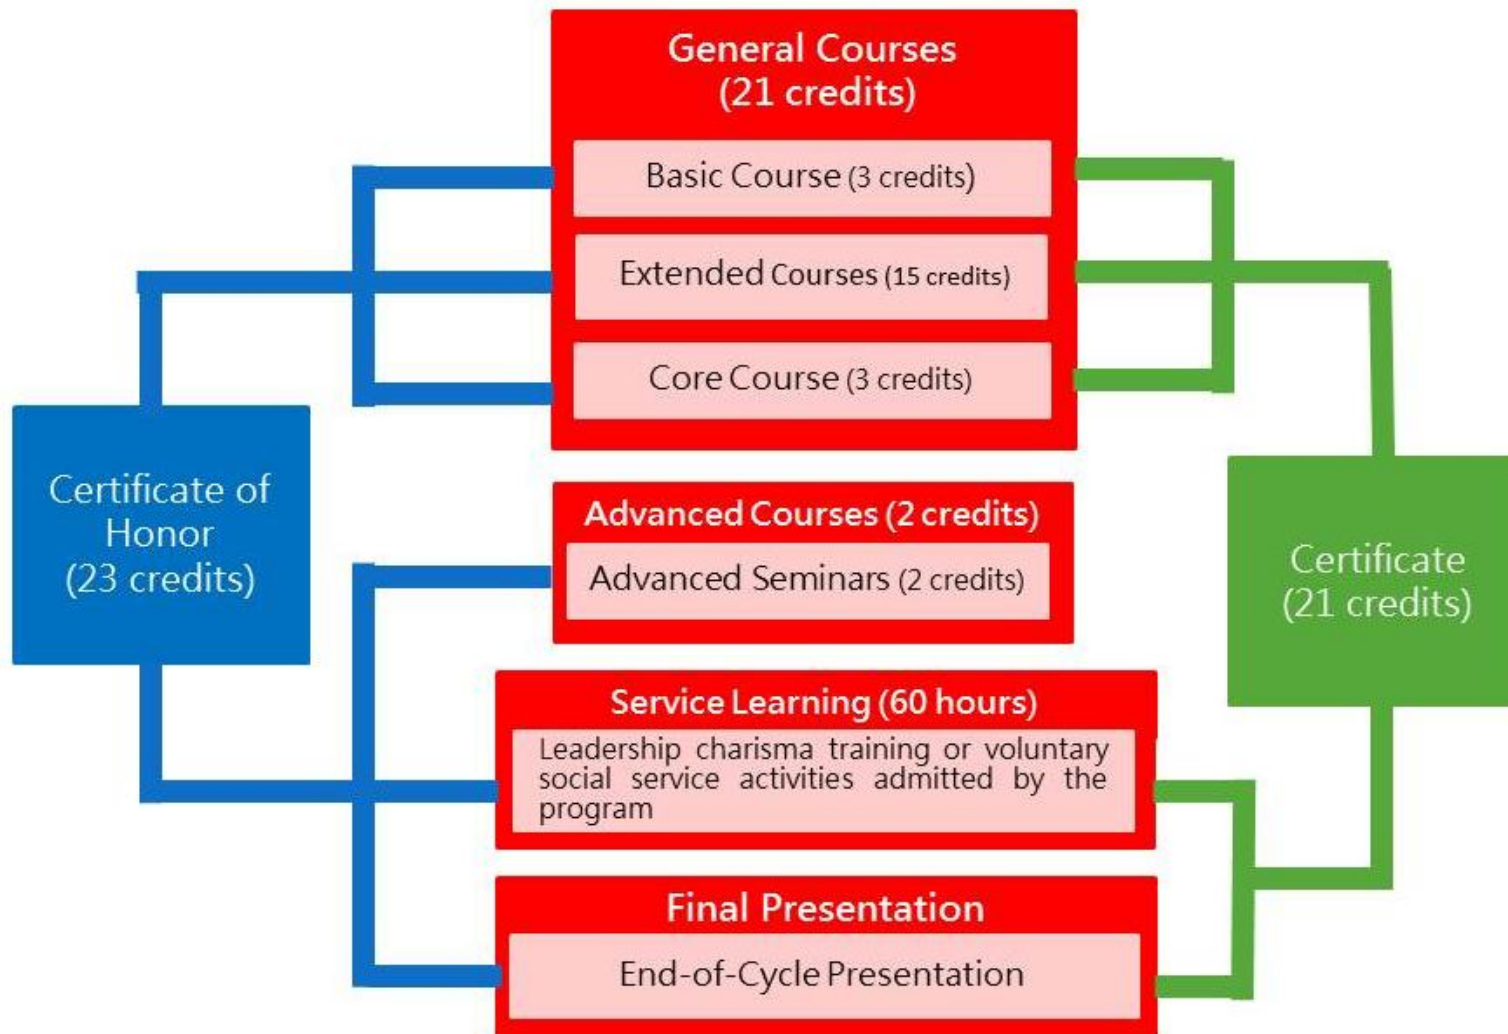 General Courses
(21 credits)
Basic Course (3 credits)
Extended Courses (15 credits)
Core Course (3 credits)
Certificate of
Honor
(23 credits)
Advanced Courses (2 credits)
Advanced Seminars (2 credits)
Certificate
(21 credits)
Service Learning (60 hours)
Leadership charisma training or voluntary
social service activities admitted by the
program
Final Presentation
End-of-Cycle Presentation